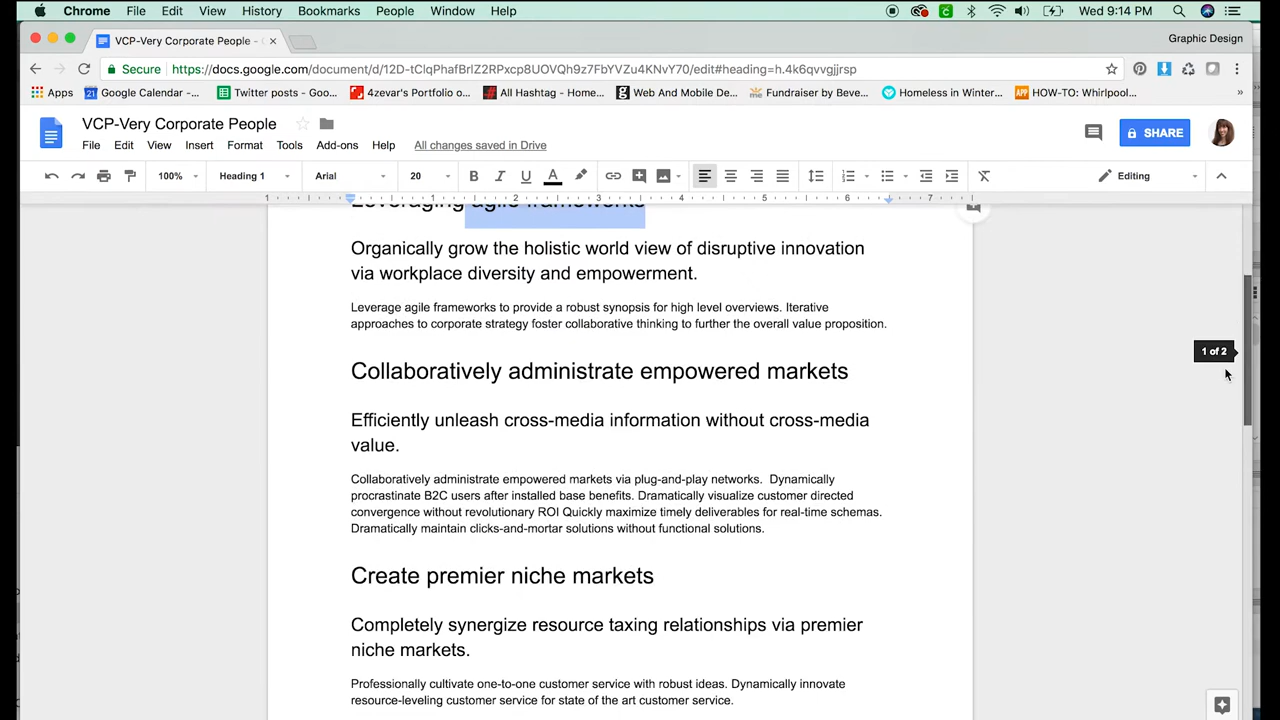 Chrome File Edit View History Bookmarks People Window Help Wed 9:14 PM
VCP-Very Corporate People - Graphic Design
Secure https://docs.google.com/document/d/12D-tClqPhafBrlZ2RPxcp8UOVQh9z7FbYVZu4KNvY70/edit#heading=h.4k6qvvgjjrsp
Apps Google Calendar -... Twitter posts - Goo... 4zevar's Portfolio o... All Hashtag - Home... Web And Mobile De... Fundraiser by Beve... Homeless in Winter... HOW-TO: Whirlpool... »
VCP-Very Corporate People
SHARE
File Edit View Insert Format Tools Add-ons Help All changes saved in Drive
100% Heading 1 Arial 20 B I U A Editing
1 1 2 3 4 5 6 7
Leveraging agile frameworks
Organically grow the holistic world view of disruptive innovation
via workplace diversity and empowerment.
Leverage agile frameworks to provide a robust synopsis for high level overviews. Iterative
approaches to corporate strategy foster collaborative thinking to further the overall value proposition.
1 of 2
Collaboratively administrate empowered markets
Efficiently unleash cross-media information without cross-media
value.
Collaboratively administrate empowered markets via plug-and-play networks.  Dynamically
procrastinate B2C users after installed base benefits. Dramatically visualize customer directed
convergence without revolutionary ROI Quickly maximize timely deliverables for real-time schemas.
Dramatically maintain clicks-and-mortar solutions without functional solutions.
Create premier niche markets
Completely synergize resource taxing relationships via premier
niche markets.
Professionally cultivate one-to-one customer service with robust ideas. Dynamically innovate
resource-leveling customer service for state of the art customer service.